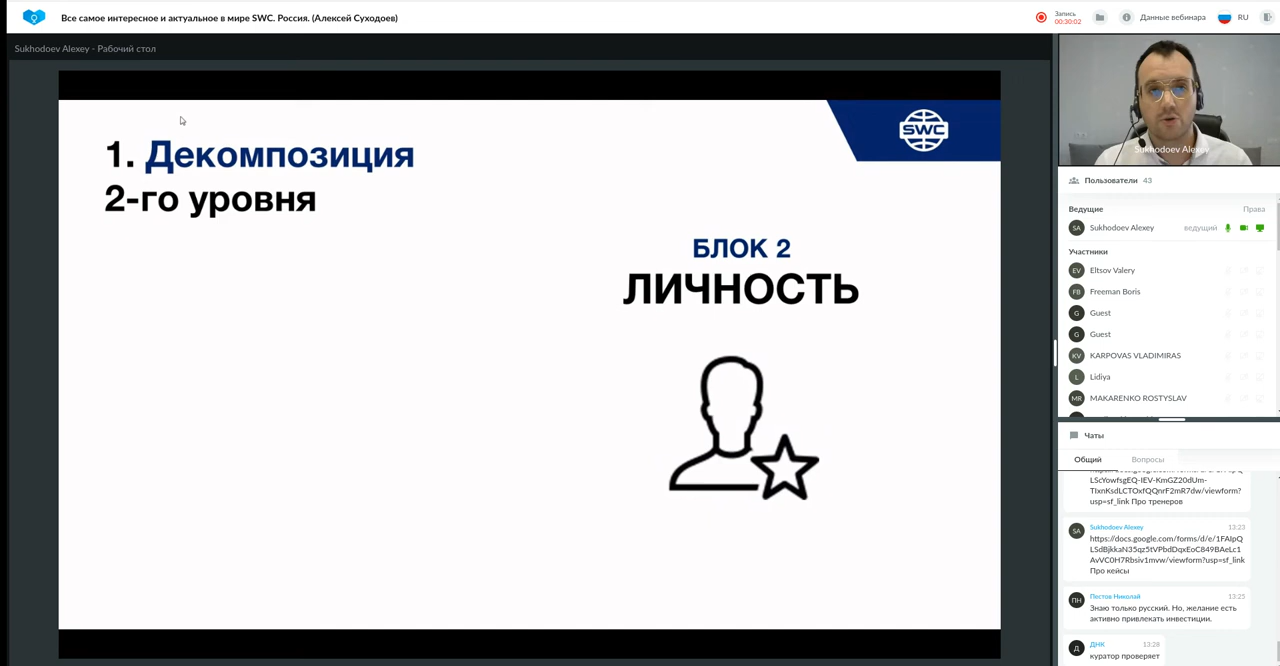 Все самое интересное и актуальное в мире SWC. Россия. (Алексей Суходоев)
Запись
00:30:02
Данные вебинара
RU
Sukhodoev Alexey - Рабочий стол
1. Декомпозиция
2-го уровня
SWC
БЛОК 2
ЛИЧНОСТЬ
Sukhodoev Alexey
Пользователи 43
Ведущие Права
SA Sukhodoev Alexey ведущий
Участники
EV Eltsov Valery
FB Freeman Boris
G Guest
G Guest
KV KARPOVAS VLADIMIRAS
L Lidiya
MR MAKARENKO ROSTYSLAV
Чаты
Общий Вопросы
LScYowfsgEQ-IEV-KmGZ20dUm-
TIxnKsdLCTOxfQQnrF2mR7dw/viewform?
usp=sf_link Про тренеров
SA Sukhodoev Alexey 13:23
https://docs.google.com/forms/d/e/1FAIpQ
LSdBjkkaN35qz5tVPbdDqxEoC849BAeLc1
AvVC0H7Rbsiv1mvw/viewform?usp=sf_link
Про кейсы
ПН Пестов Николай 13:25
Знаю только русский. Но, желание есть
активно привлекать инвестиции.
Д ДНК 13:28
куратор проверяет